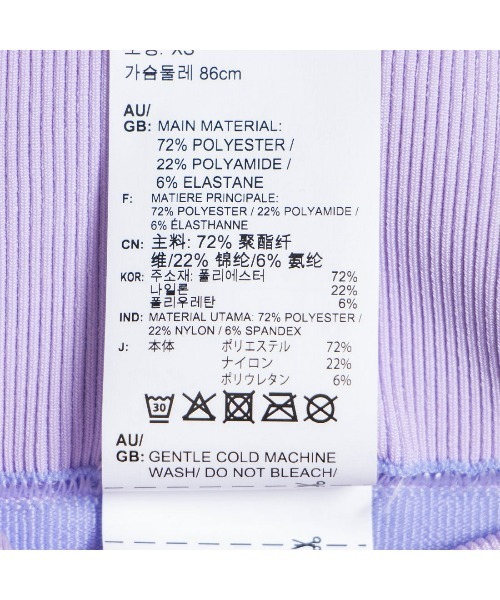 가슴둘레 86cm
AU/
GB: MAIN MATERIAL:
72% POLYESTER /
22% POLYAMIDE /
6% ELASTANE
F: MATIERE PRINCIPALE:
72% POLYESTER / 22% POLYAMIDE /
6% ÉLASTHANNE
CN: 主料: 72% 聚酯纤
维/22% 锦纶/6% 氨纶
KOR: 주소재: 폴리에스터 72%
나일론 22%
폴리우레탄 6%
IND: MATERIAL UTAMA: 72% POLYESTER /
22% NYLON / 6% SPANDEX
J: 本体 ポリエステル 72%
ナイロン 22%
ポリウレタン 6%
30
AU/
GB: GENTLE COLD MACHINE
WASH/ DO NOT BLEACH/